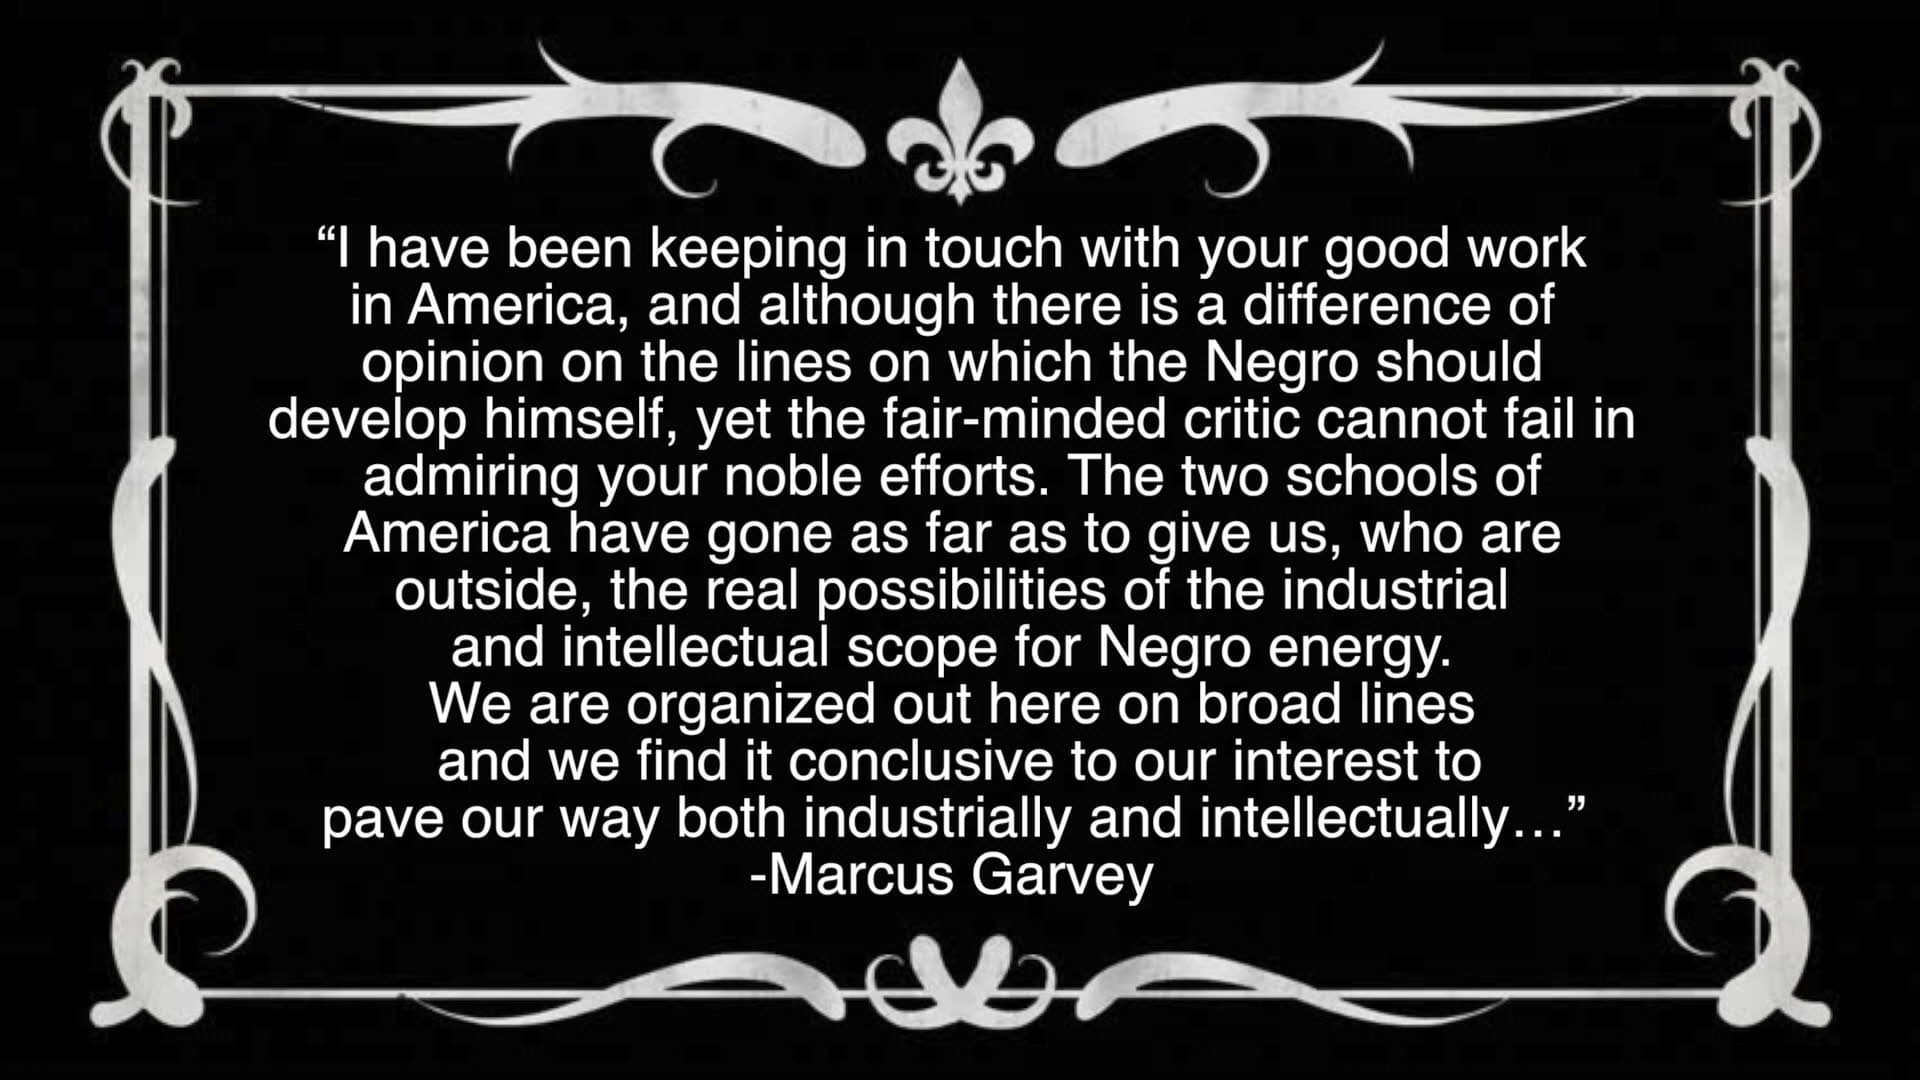 “I have been keeping in touch with your good work
in America, and although there is a difference of
opinion on the lines on which the Negro should
develop himself, yet the fair-minded critic cannot fail in
admiring your noble efforts. The two schools of
America have gone as far as to give us, who are
outside, the real possibilities of the industrial
and intellectual scope for Negro energy.
We are organized out here on broad lines
and we find it conclusive to our interest to
pave our way both industrially and intellectually…”
-Marcus Garvey